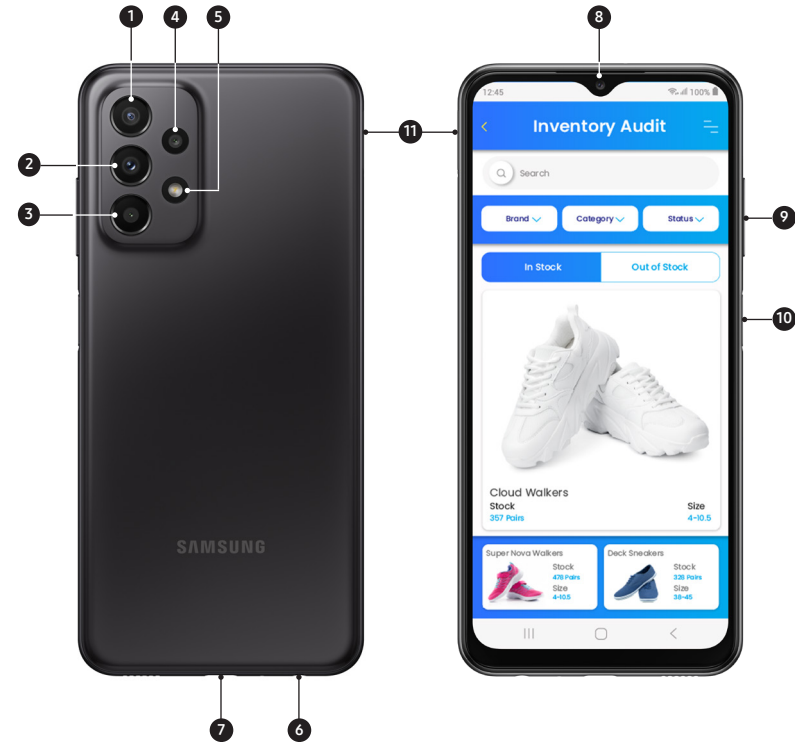 1
5
8
4
12:45
100%
11
Inventory Audit
2
Search
3
Brand
Category
Status
9
In Stock
Out of Stock
10
Cloud Walkers
Stock
Size
357 Pairs
4-10.5
SAMSUNG
Super Nova Walkers
Stock
478 Pairs
Size
4-10.5
Deck Sneakers
Stock
328 Pairs
Size
38-45
7
6